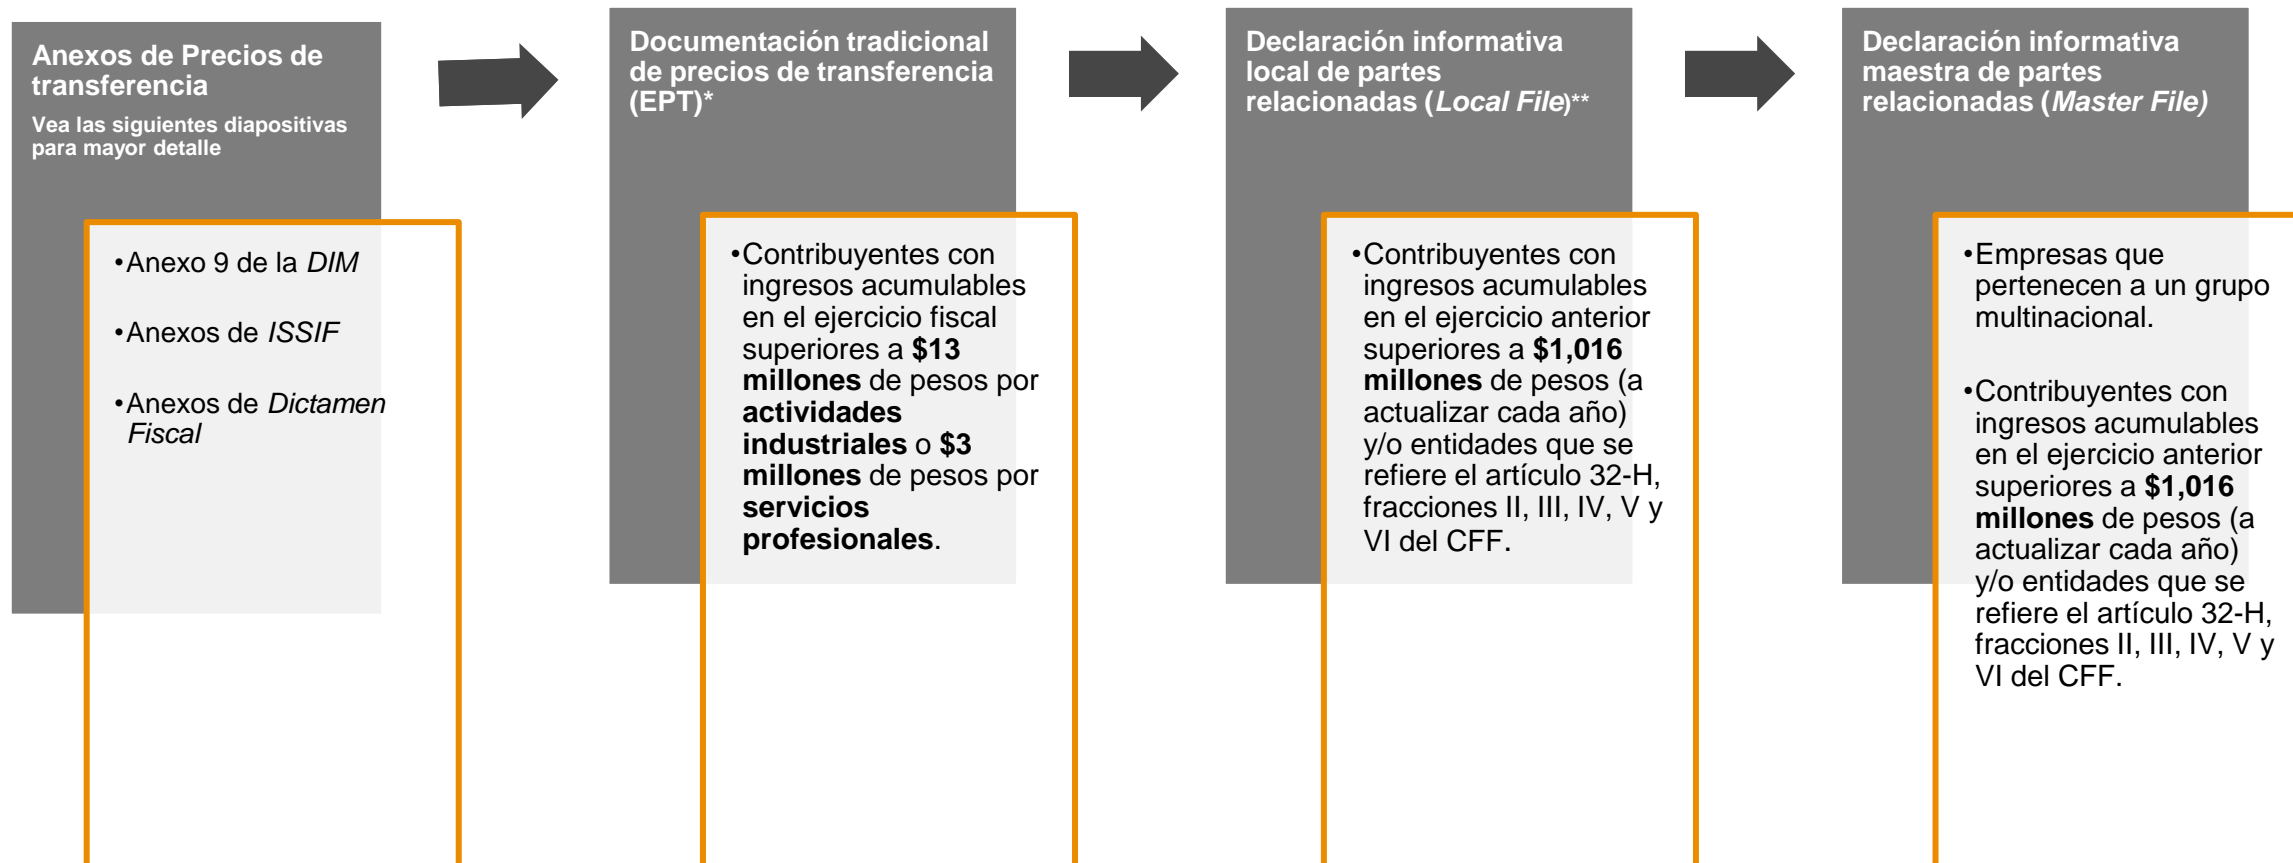 Anexos de Precios de
transferencia
Vea las siguientes diapositivas
para mayor detalle
•Anexo 9 de la DIM
•Anexos de ISSIF
•Anexos de Dictamen
Fiscal
Documentación tradicional
de precios de transferencia
(EPT)*
•Contribuyentes con
ingresos acumulables
en el ejercicio fiscal
superiores a $13
millones de pesos por
actividades
industriales o $3
millones de pesos por
servicios
profesionales.
Declaración informativa
local de partes
relacionadas (Local File)**
•Contribuyentes con
ingresos acumulables
en el ejercicio anterior
superiores a $1,016
millones de pesos (a
actualizar cada año)
y/o entidades que se
refiere el artículo 32-H,
fracciones II, III, IV, V y
VI del CFF.
Declaración informativa
maestra de partes
relacionadas (Master File)
•Empresas que
pertenecen a un grupo
multinacional.
•Contribuyentes con
ingresos acumulables
en el ejercicio anterior
superiores a $1,016
millones de pesos (a
actualizar cada año)
y/o entidades que se
refiere el artículo 32-H,
fracciones II, III, IV, V y
VI del CFF.